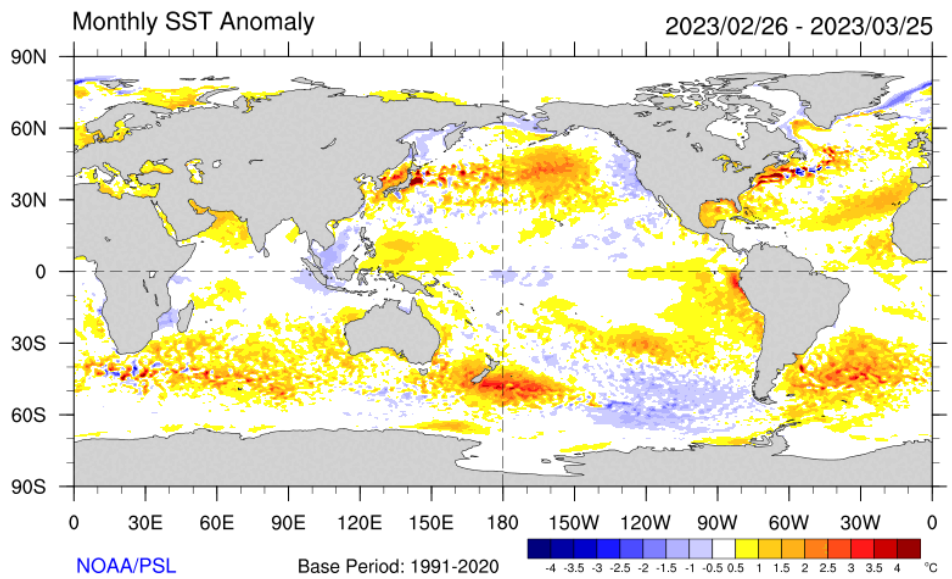 Monthly SST Anomaly 2023/02/26 - 2023/03/25
90N
60N
30N
0
30S
60S
90S
0 30E 60E 90E 120E 150E 180 150W 120W 90W 60W 30W 0
NOAA/PSL Base Period: 1991-2020
-4 -3.5 -3 -2.5 -2 -1.5 -1 -0.5 0.5 1 1.5 2 2.5 3 3.5 4 °C